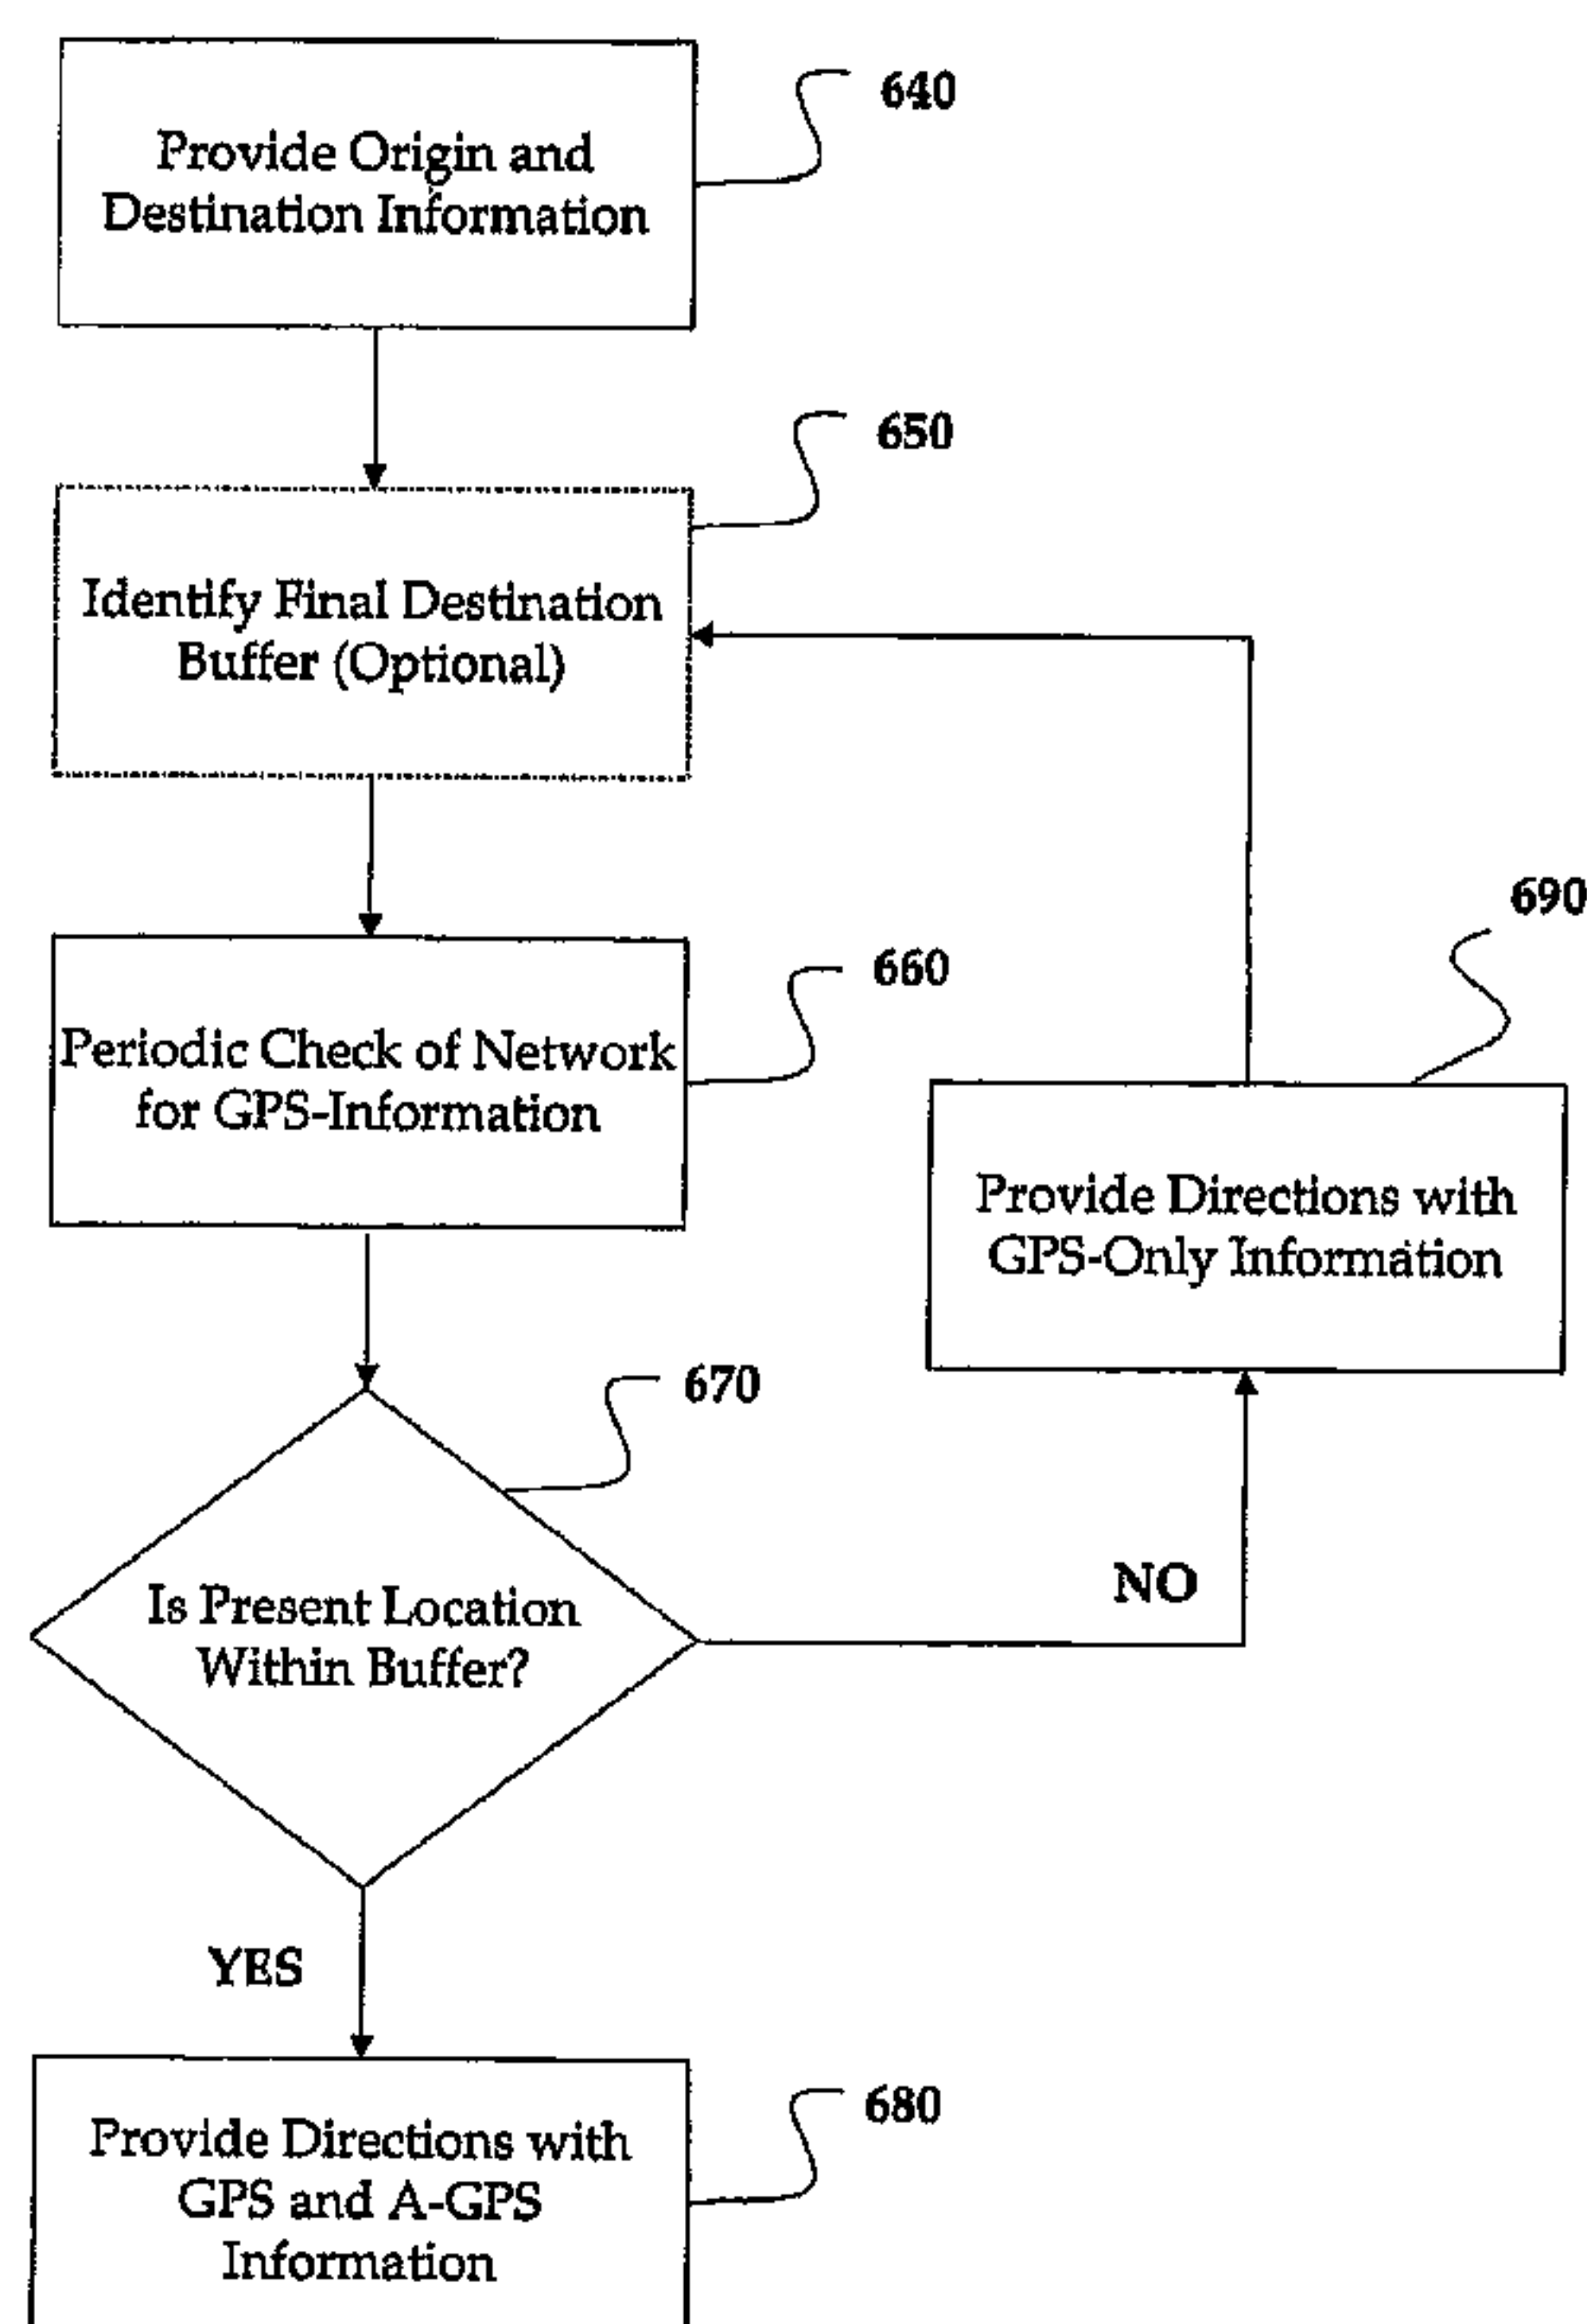 640
Provide Origin and
Destination Information
650
Identify Final Destination
Buffer (Optional)
690
660
Periodic Check of Network
for GPS-Information
Provide Directions with
GPS-Only Information
670
NO
Is Present Location
Within Buffer?
YES
680
Provide Directions with
GPS and A-GPS
Information